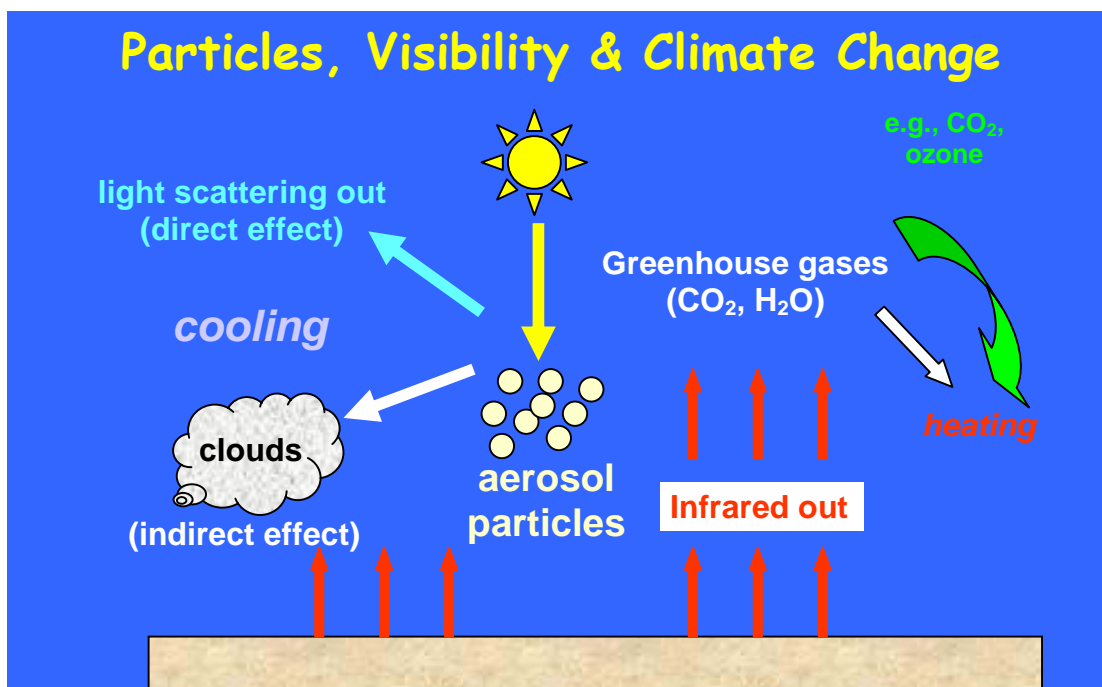 Particles, Visibility & Climate Change
e.g., CO₂,
ozone
light scattering out
(direct effect)
Greenhouse gases
(CO₂, H₂O)
cooling
heating
clouds
aerosol
particles
Infrared out
(indirect effect)